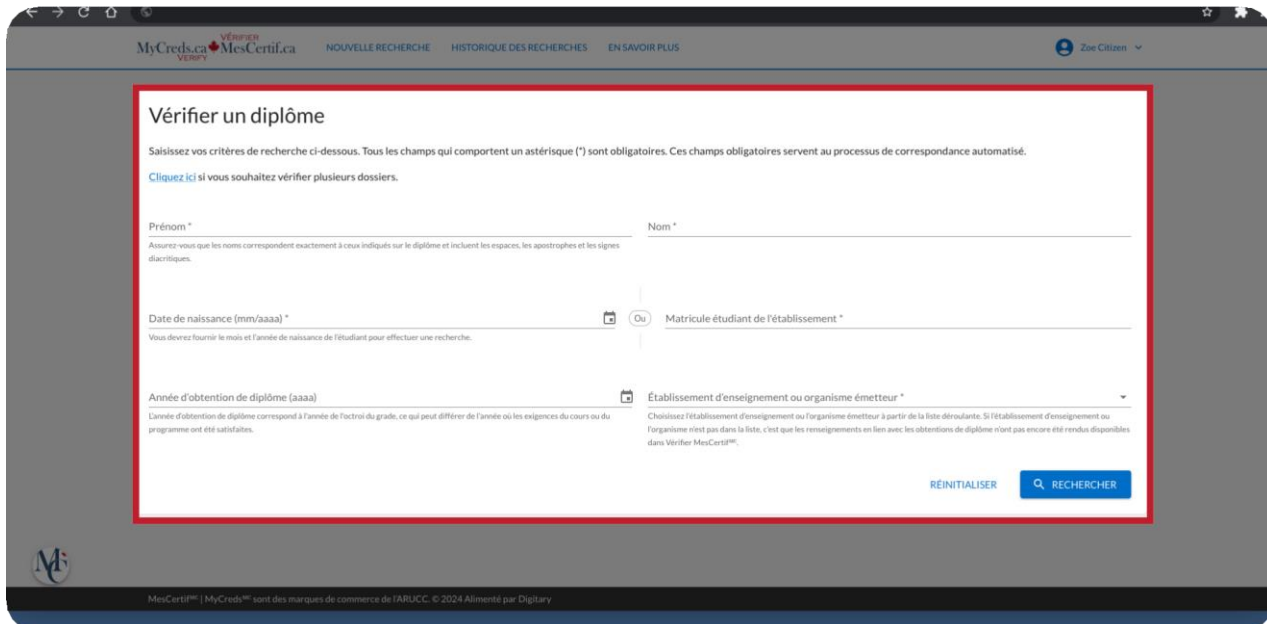 VÉRIFIER
MyCreds.ca MesCertif.ca
VERIFY
NOUVELLE RECHERCHE HISTORIQUE DES RECHERCHES EN SAVOIR PLUS
Zoe Citizen
Vérifier un diplôme
Saisissez vos critères de recherche ci-dessous. Tous les champs qui comportent un astérisque (*) sont obligatoires. Ces champs obligatoires servent au processus de correspondance automatisé.
Cliquez ici si vous souhaitez vérifier plusieurs dossiers.
Prénom *
Assurez-vous que les noms correspondent exactement à ceux indiqués sur le diplôme et incluent les espaces, les apostrophes et les signes
diacritiques.
Nom *
Date de naissance (mm/aaaa) *
Vous devrez fournir le mois et l'année de naissance de l'étudiant pour effectuer une recherche.
Ou
Matricule étudiant de l'établissement *
Année d'obtention de diplôme (aaaa)
L'année d'obtention de diplôme correspond à l'année de l'octroi du grade, ce qui peut différer de l'année où les exigences du cours ou du
programme ont été satisfaites.
Établissement d'enseignement ou organisme émetteur *
Choisissez l'établissement d'enseignement ou l'organisme émetteur à partir de la liste déroulante. Si l'établissement d'enseignement ou
l'organisme n'est pas dans la liste, c'est que les renseignements en lien avec les obtentions de diplôme n'ont pas encore été rendus disponibles
dans Vérifier MesCertifᴹᶜ.
RÉINITIALISER
RECHERCHER
MC
MesCertifᴹᶜ | MyCredsᴹᶜ sont des marques de commerce de l'ARUCC. © 2024 Alimenté par Digitary